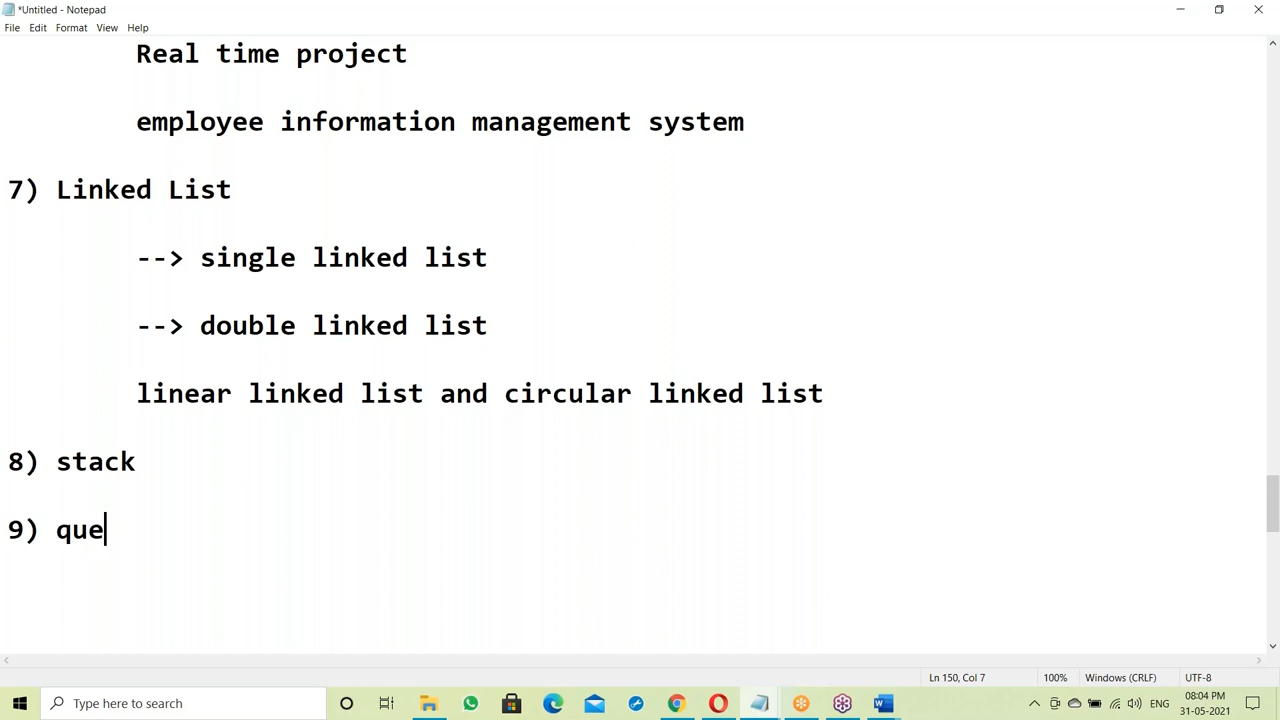 *Untitled - Notepad
File Edit Format View Help
Real time project
employee information management system
7) Linked List
--> single linked list
--> double linked list
linear linked list and circular linked list
8) stack
9) que
Ln 150, Col 7 100% Windows (CRLF) UTF-8
Type here to search
ENG
08:04 PM
31-05-2021